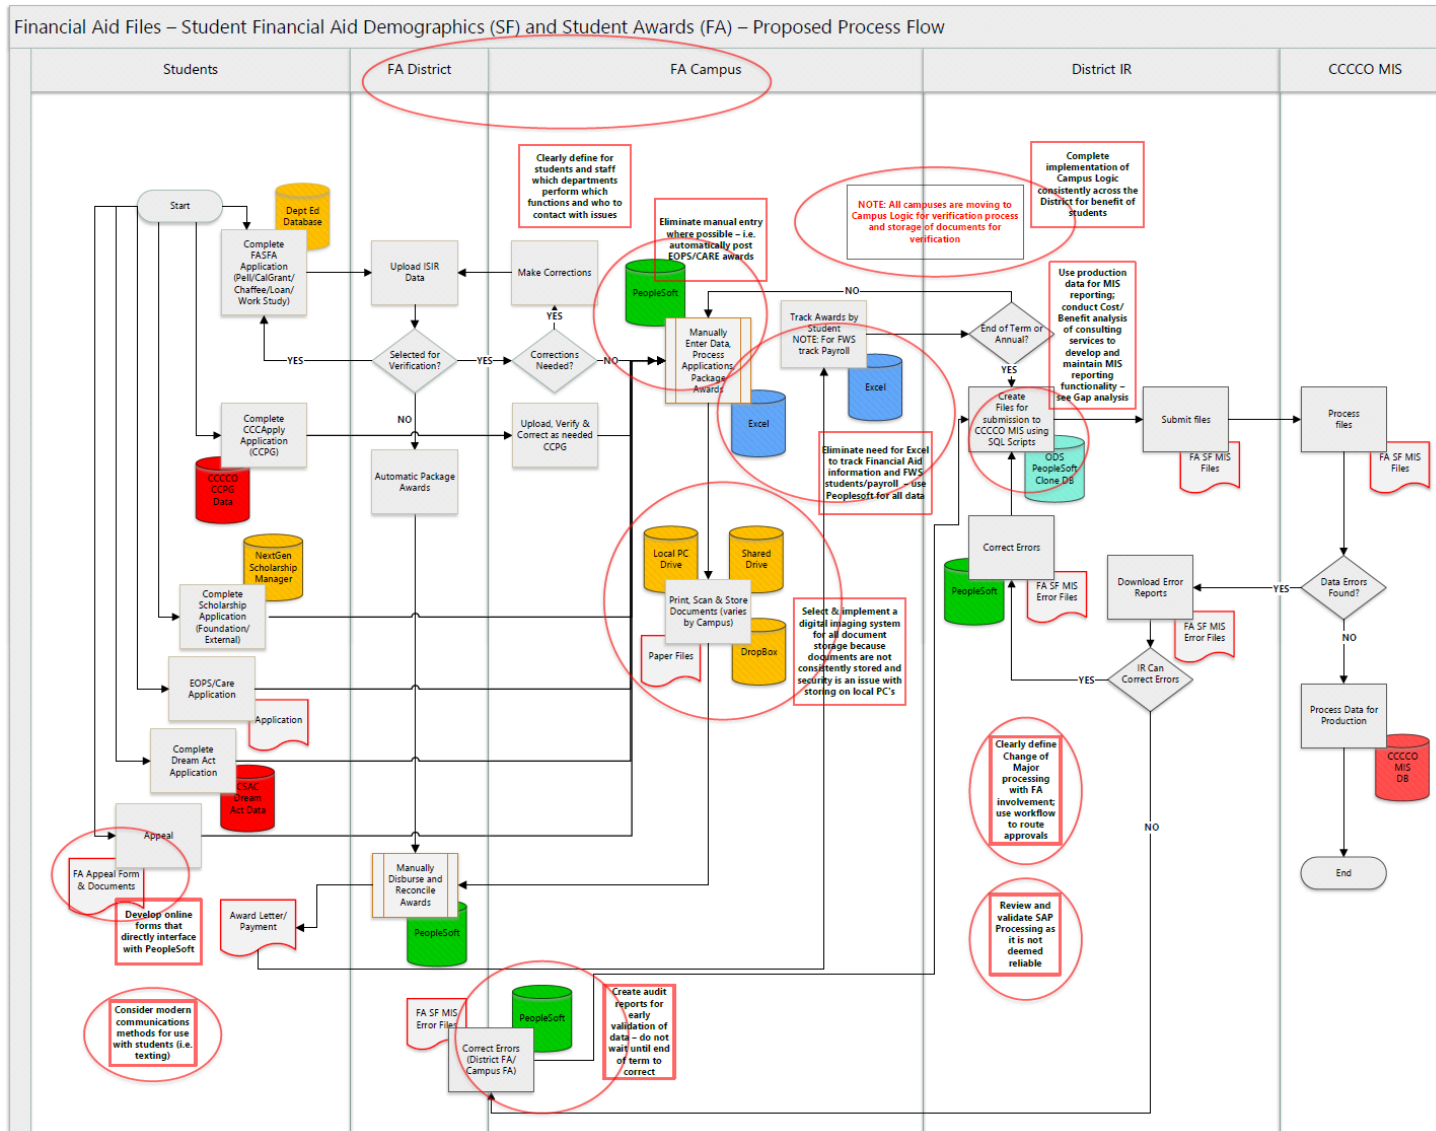 Financial Aid Files – Student Financial Aid Demographics (SF) and Student Awards (FA) – Proposed Process Flow
Students
FA District
FA Campus
District IR
CCCCO MIS
Start
Dept Ed
Database
Complete
FASFA
Application
(Pell/CalGrant/
Chaffee/Loan/
Work Study)
Upload ISIR
Data
Make Corrections
Clearly define for
students and staff
which departments
perform which
functions and who to
contact with issues
Eliminate manual entry
where possible – i.e.
automatically post
EOPS/CARE awards
PeopleSoft
NOTE: All campuses are moving to
Campus Logic for verification process
and storage of documents for
verification
Complete
implementation of
Campus Logic
consistently across the
District for benefit of
students
Use production
data for MIS
reporting;
conduct Cost/
Benefit analysis
of consulting
services to
develop and
maintain MIS
reporting
functionality –
see Gap analysis
YES
Selected for
Verification?
YES
YES
Corrections
Needed?
NO
Manually
Enter Data,
Process
Applications,
Package
Awards
Excel
Track Awards by
Student
NOTE: For FWS
track Payroll
Excel
NO
End of Term or
Annual?
YES
NO
Complete
CCCApply
Application
(CCPG)
CCCCO
CCPG
Data
Upload, Verify &
Correct as needed
CCPG
Automatic Package
Awards
Eliminate need for Excel
to track Financial Aid
information and FWS
students/payroll – use
Peoplesoft for all data
Create
Files for
submission to
CCCCO MIS using
SQL Scripts
ODS
PeopleSoft
Clone DB
Submit files
FA SF MIS
Files
Process
files
FA SF MIS
Files
NextGen
Scholarship
Manager
Complete
Scholarship
Application
(Foundation/
External)
Local PC
Drive
Shared
Drive
Print, Scan & Store
Documents (varies
by Campus)
Paper Files
DropBox
Select & implement a
digital imaging system
for all document
storage because
documents are not
consistently stored and
security is an issue with
storing on local PC's
Correct Errors
PeopleSoft
FA SF MIS
Error Files
Download Error
Reports
FA SF MIS
Error Files
YES
Data Errors
Found?
NO
YES
IR Can
Correct Errors
NO
Process Data for
Production
CCCCO
MIS
DB
End
EOPS/Care
Application
Application
Complete
Dream Act
Application
CSAC
Dream
Act Data
Appeal
FA Appeal Form
& Documents
Develop online
forms that
directly interface
with PeopleSoft
Award Letter/
Payment
Manually
Disburse and
Reconcile
Awards
PeopleSoft
Clearly define
Change of
Major
processing
with FA
involvement;
use workflow
to route
approvals
Review and
validate SAP
Processing as
it is not
deemed
reliable
Consider modern
communications
methods for use
with students (i.e.
texting)
FA SF MIS
Error Files
PeopleSoft
Correct Errors
(District FA/
Campus FA)
Create audit
reports for
early
validation of
data – do not
wait until end
of term to
correct